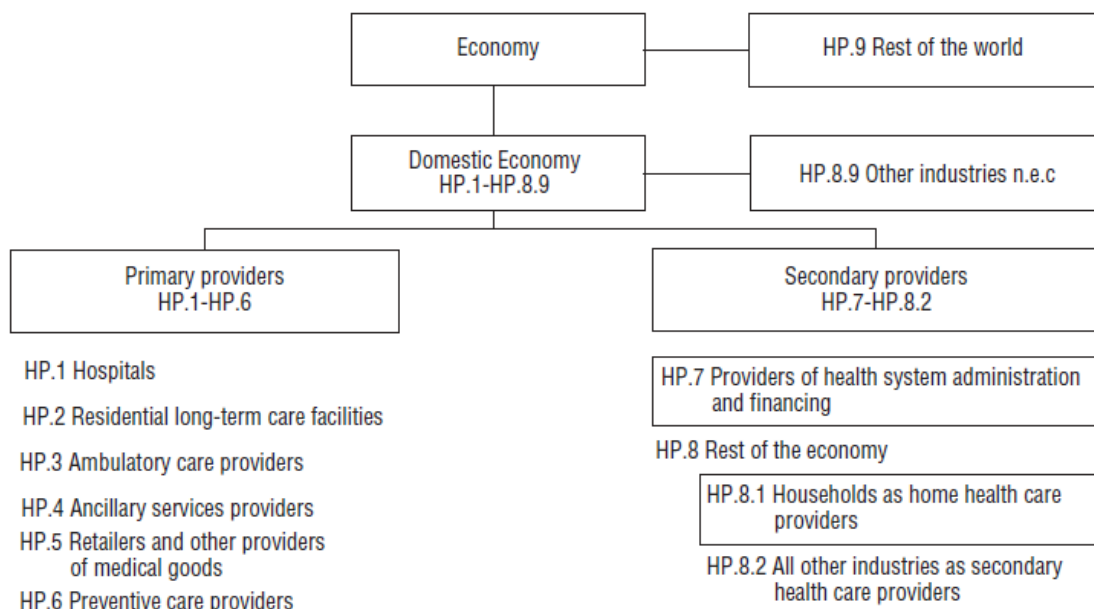 Economy
HP.9 Rest of the world
Domestic Economy
HP.1-HP.8.9
HP.8.9 Other industries n.e.c
Primary providers
HP.1-HP.6
Secondary providers
HP.7-HP.8.2
HP.1 Hospitals
HP.2 Residential long-term care facilities
HP.3 Ambulatory care providers
HP.4 Ancillary services providers
HP.5 Retailers and other providers
of medical goods
HP.6 Preventive care providers
HP.7 Providers of health system administration
and financing
HP.8 Rest of the economy
HP.8.1 Households as home health care
providers
HP.8.2 All other industries as secondary
health care providers